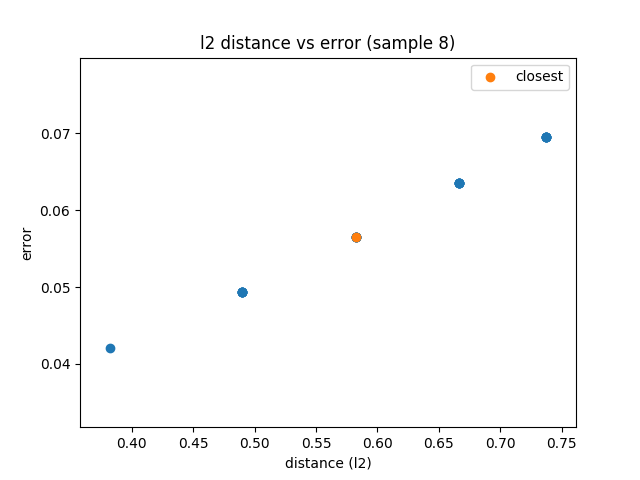 l2 distance vs error (sample 8)
closest
0.07
0.06
0.05
0.04
error
0.40 0.45 0.50 0.55 0.60 0.65 0.70 0.75
distance (l2)